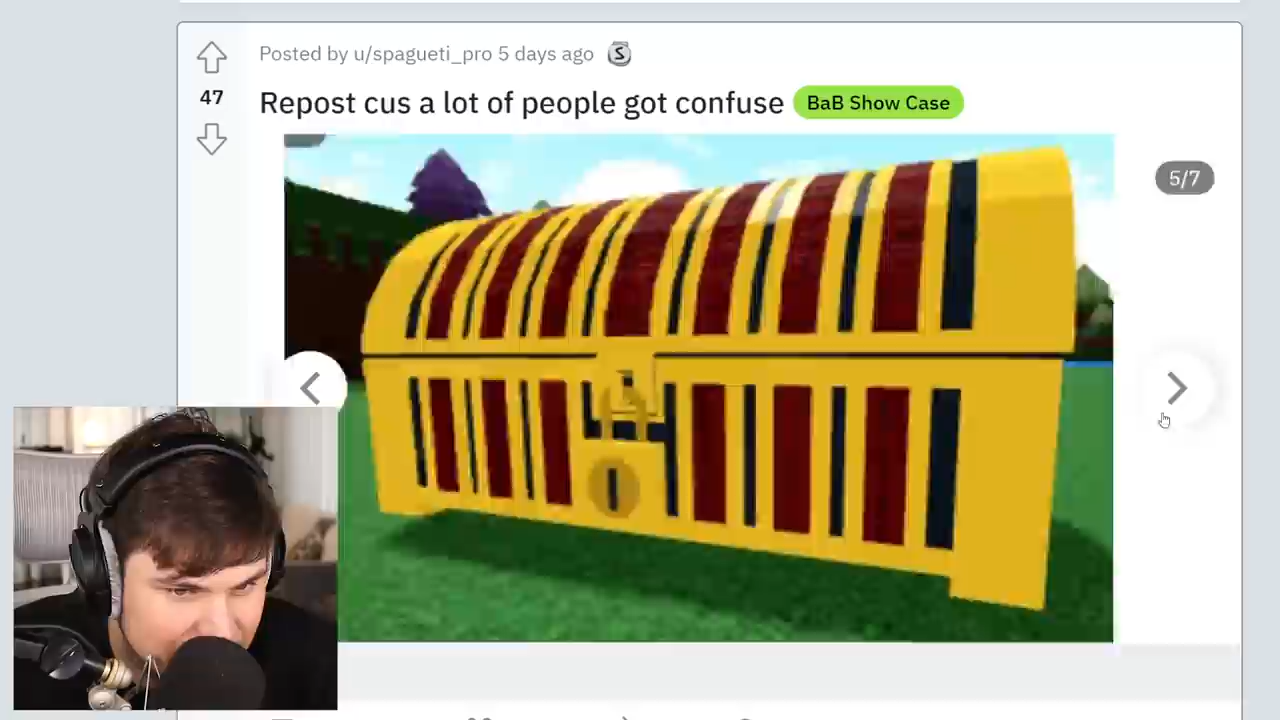 Posted by u/spagueti_pro 5 days ago
47
Repost cus a lot of people got confuse BaB Show Case
5/7